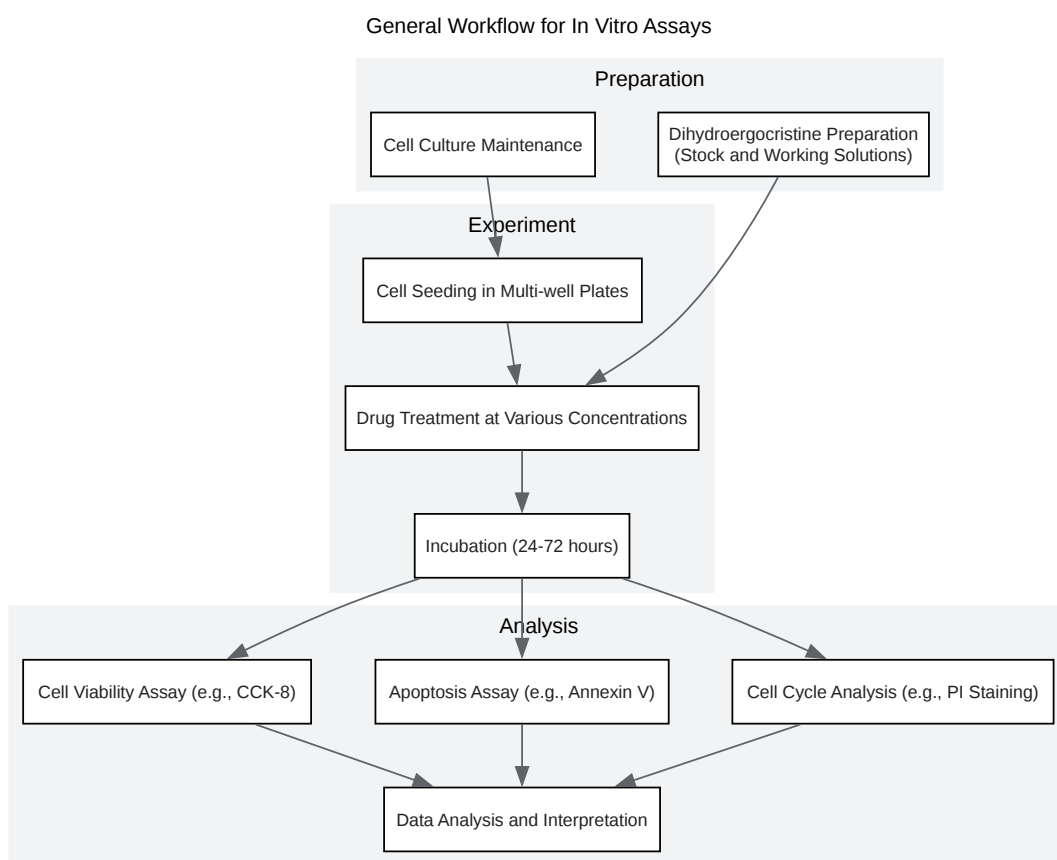 General Workflow for In Vitro Assays
Preparation
Cell Culture Maintenance
Dihydroergocristine Preparation
(Stock and Working Solutions)
Experiment
Cell Seeding in Multi-well Plates
Drug Treatment at Various Concentrations
Incubation (24-72 hours)
Analysis
Cell Viability Assay (e.g., CCK-8)
Apoptosis Assay (e.g., Annexin V)
Cell Cycle Analysis (e.g., PI Staining)
Data Analysis and Interpretation